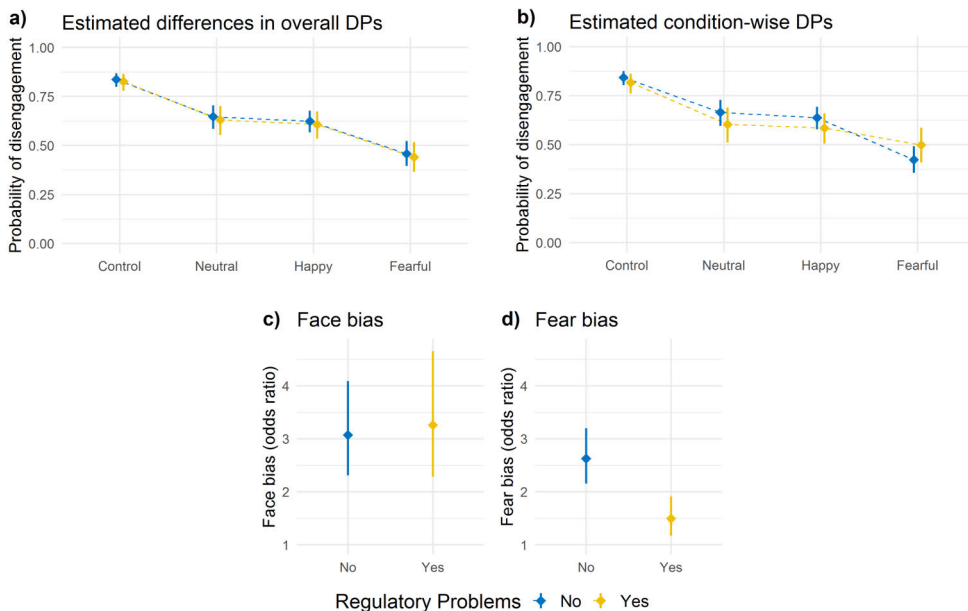 a) Estimated differences in overall DPs
Probability of disengagement
1.00
0.75
0.50
0.25
0.00
Control Neutral Happy Fearful
b) Estimated condition-wise DPs
Probability of disengagement
1.00
0.75
0.50
0.25
0.00
Control Neutral Happy Fearful
c) Face bias
Face bias (odds ratio)
4
3
2
1
No Yes
d) Fear bias
Fear bias (odds ratio)
4
3
2
1
No Yes
Regulatory Problems No Yes